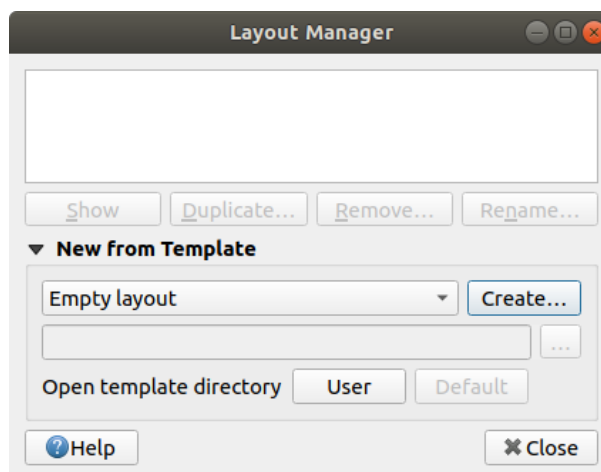 Layout Manager
Show Duplicate... Remove... Rename...
New from Template
Empty layout Create...
...
Open template directory User Default
Help Close